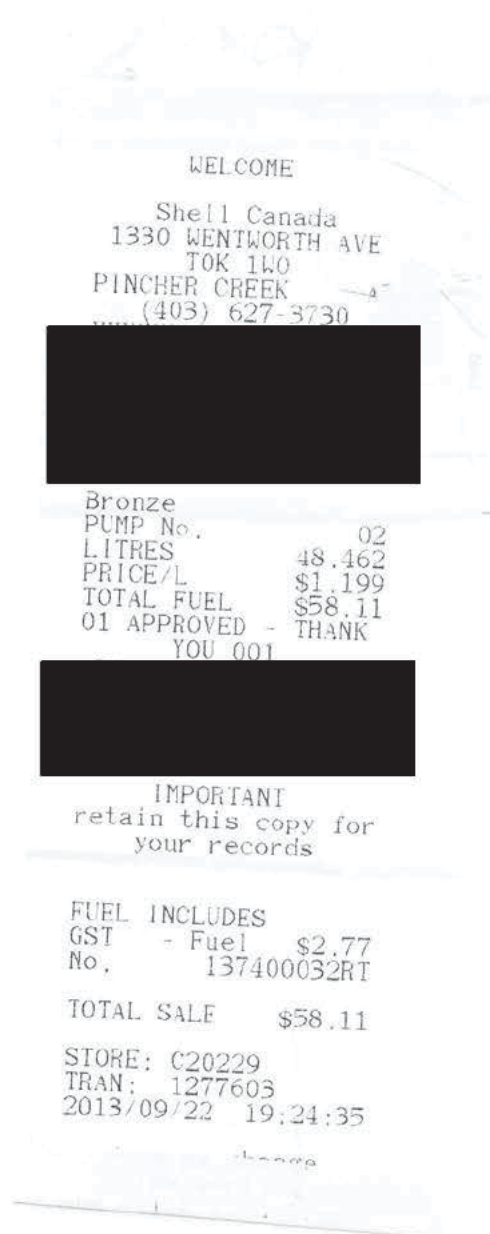 WELCOME
Shell Canada
1330 WENTWORTH AVE
T0K 1W0
PINCHER CREEK
(403) 627-3730
Bronze
PUMP No. 02
LITRES 48.462
PRICE/L $1.199
TOTAL FUEL $58.11
01 APPROVED - THANK
YOU 001
IMPORTANT
retain this copy for
your records
FUEL INCLUDES
GST - Fuel $2.77
No. 137400032RT
TOTAL SALE $58.11
STORE: C20229
TRAN: 1277603
2013/09/22 19:24:35